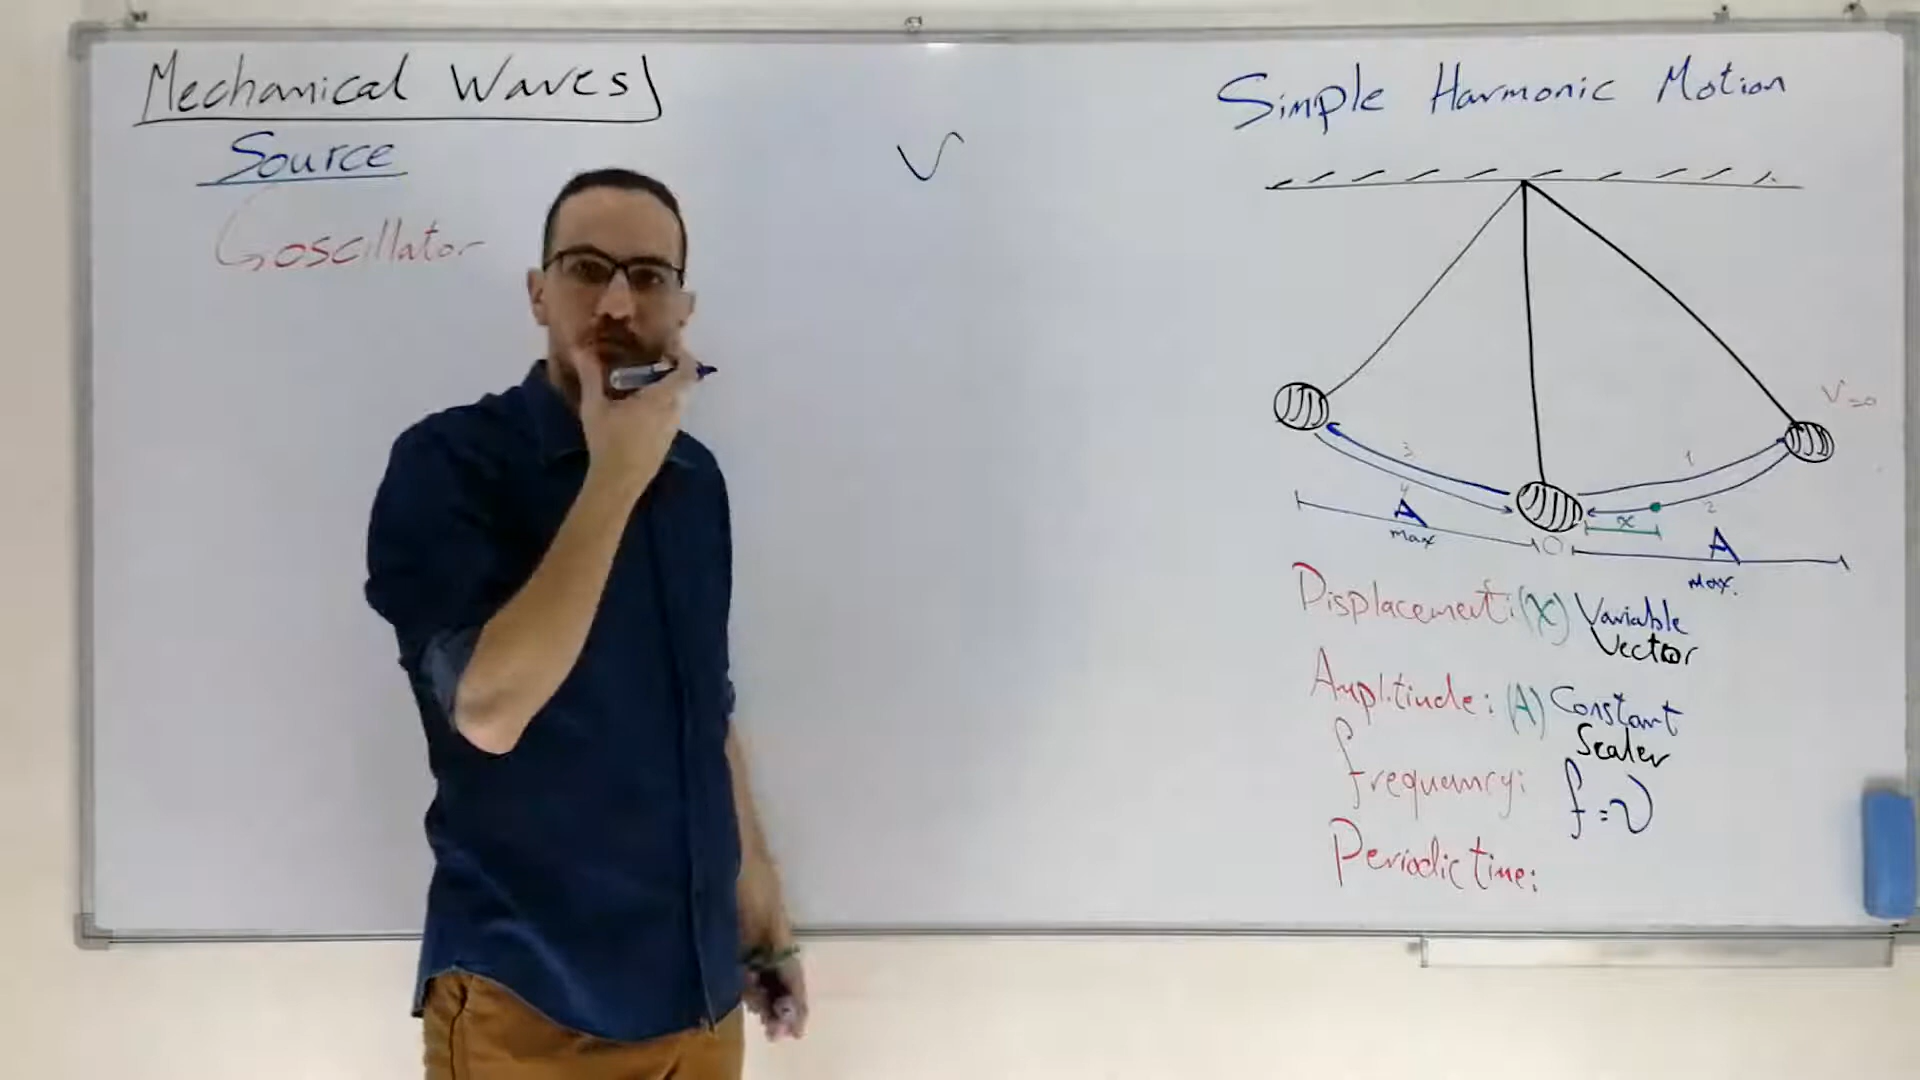 Mechanical Waves
Source
oscillator
V
Simple Harmonic Motion
V=0
3
1
4
2
A
max
O
x
A
max.
Displacement: (x) Variable
Vector
Amplitude: (A) Constant
Scaler
frequency: f=ν
Periodic time: